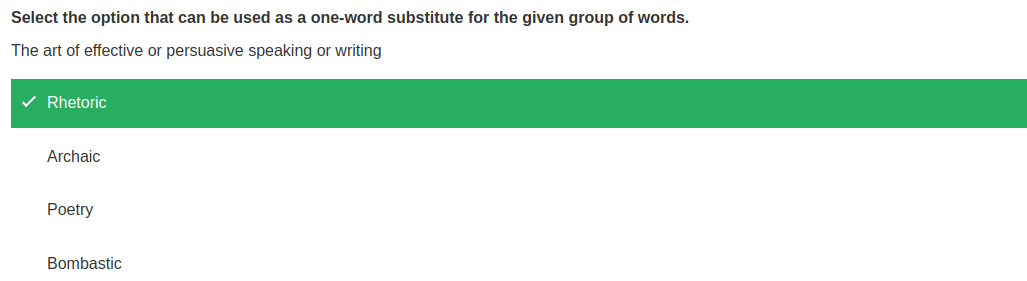 Select the option that can be used as a one-word substitute for the given group of words.
The art of effective or persuasive speaking or writing
Rhetoric
Archaic
Poetry
Bombastic